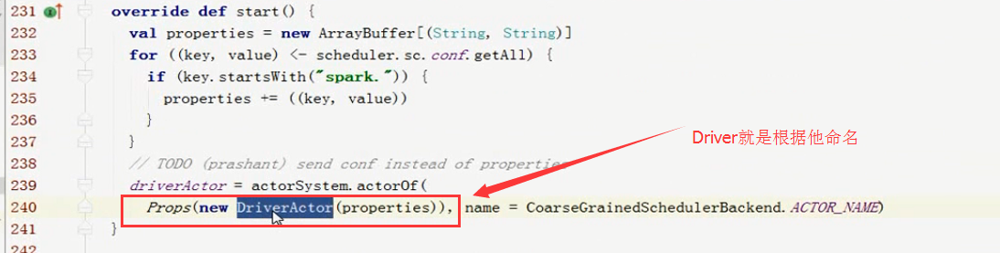 231 override def start() {
232 val properties = new ArrayBuffer[(String, String)]
233 for ((key, value) <- scheduler.sc.conf.getAll) {
234 if (key.startsWith("spark.")) {
235 properties += ((key, value))
236 }
237 }
238 // TODO (prashant) send conf instead of properties
Driver就是根据他命名
239 driverActor = actorSystem.actorOf(
240 Props(new DriverActor(properties)), name = CoarseGrainedSchedulerBackend.ACTOR_NAME)
241 }
242